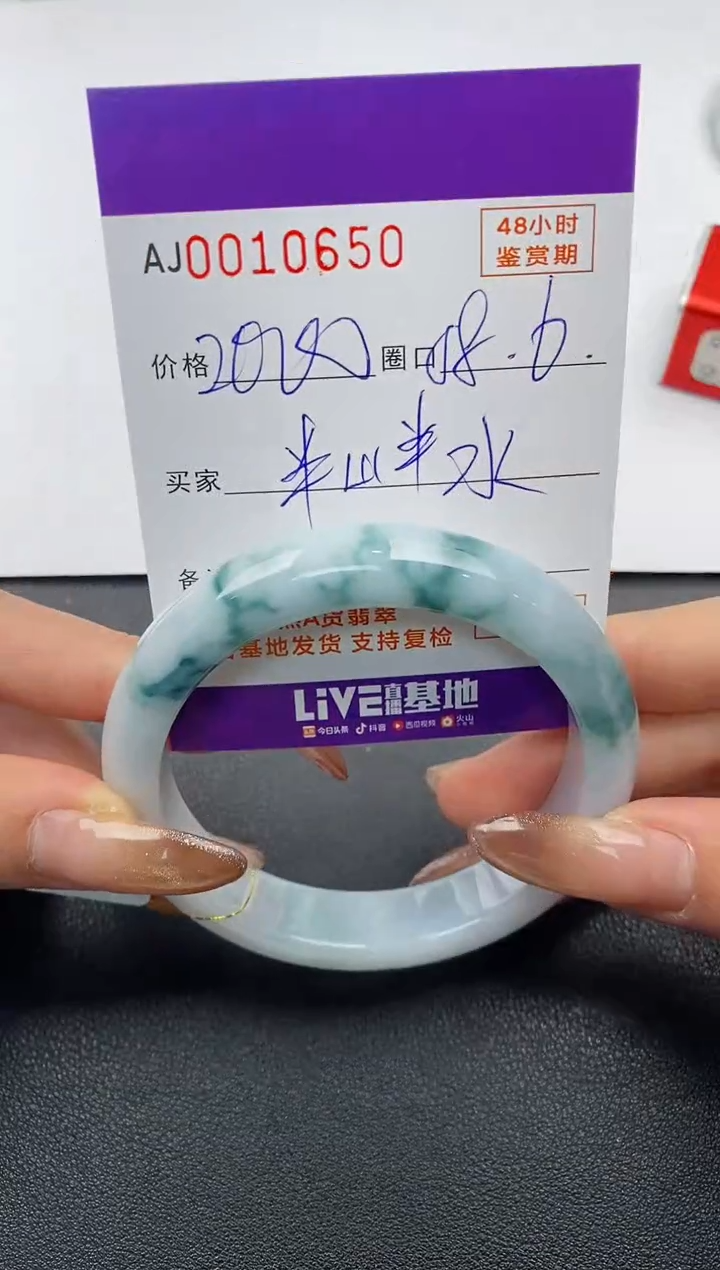 AJ0010650
48小时
鉴赏期
价格 圈口 58.6.
买家 半山半水
备
然A货翡翠
基地发货 支持复检
LiVE直播基地
今日头条 抖音 西瓜视频 火山